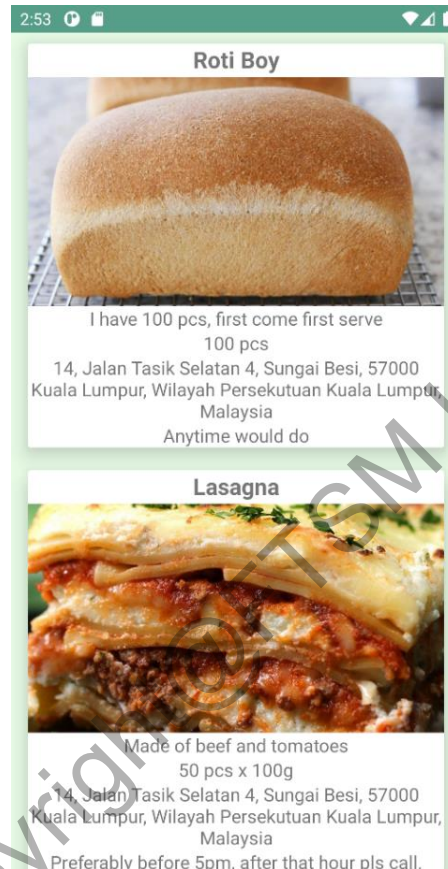 2:53
Roti Boy
I have 100 pcs, first come first serve
100 pcs
14, Jalan Tasik Selatan 4, Sungai Besi, 57000
Kuala Lumpur, Wilayah Persekutuan Kuala Lumpur,
Malaysia
Anytime would do
Lasagna
Made of beef and tomatoes
50 pcs x 100g
14, Jalan Tasik Selatan 4, Sungai Besi, 57000
Kuala Lumpur, Wilayah Persekutuan Kuala Lumpur,
Malaysia
Preferably before 5pm, after that hour pls call.
yright@FTSM